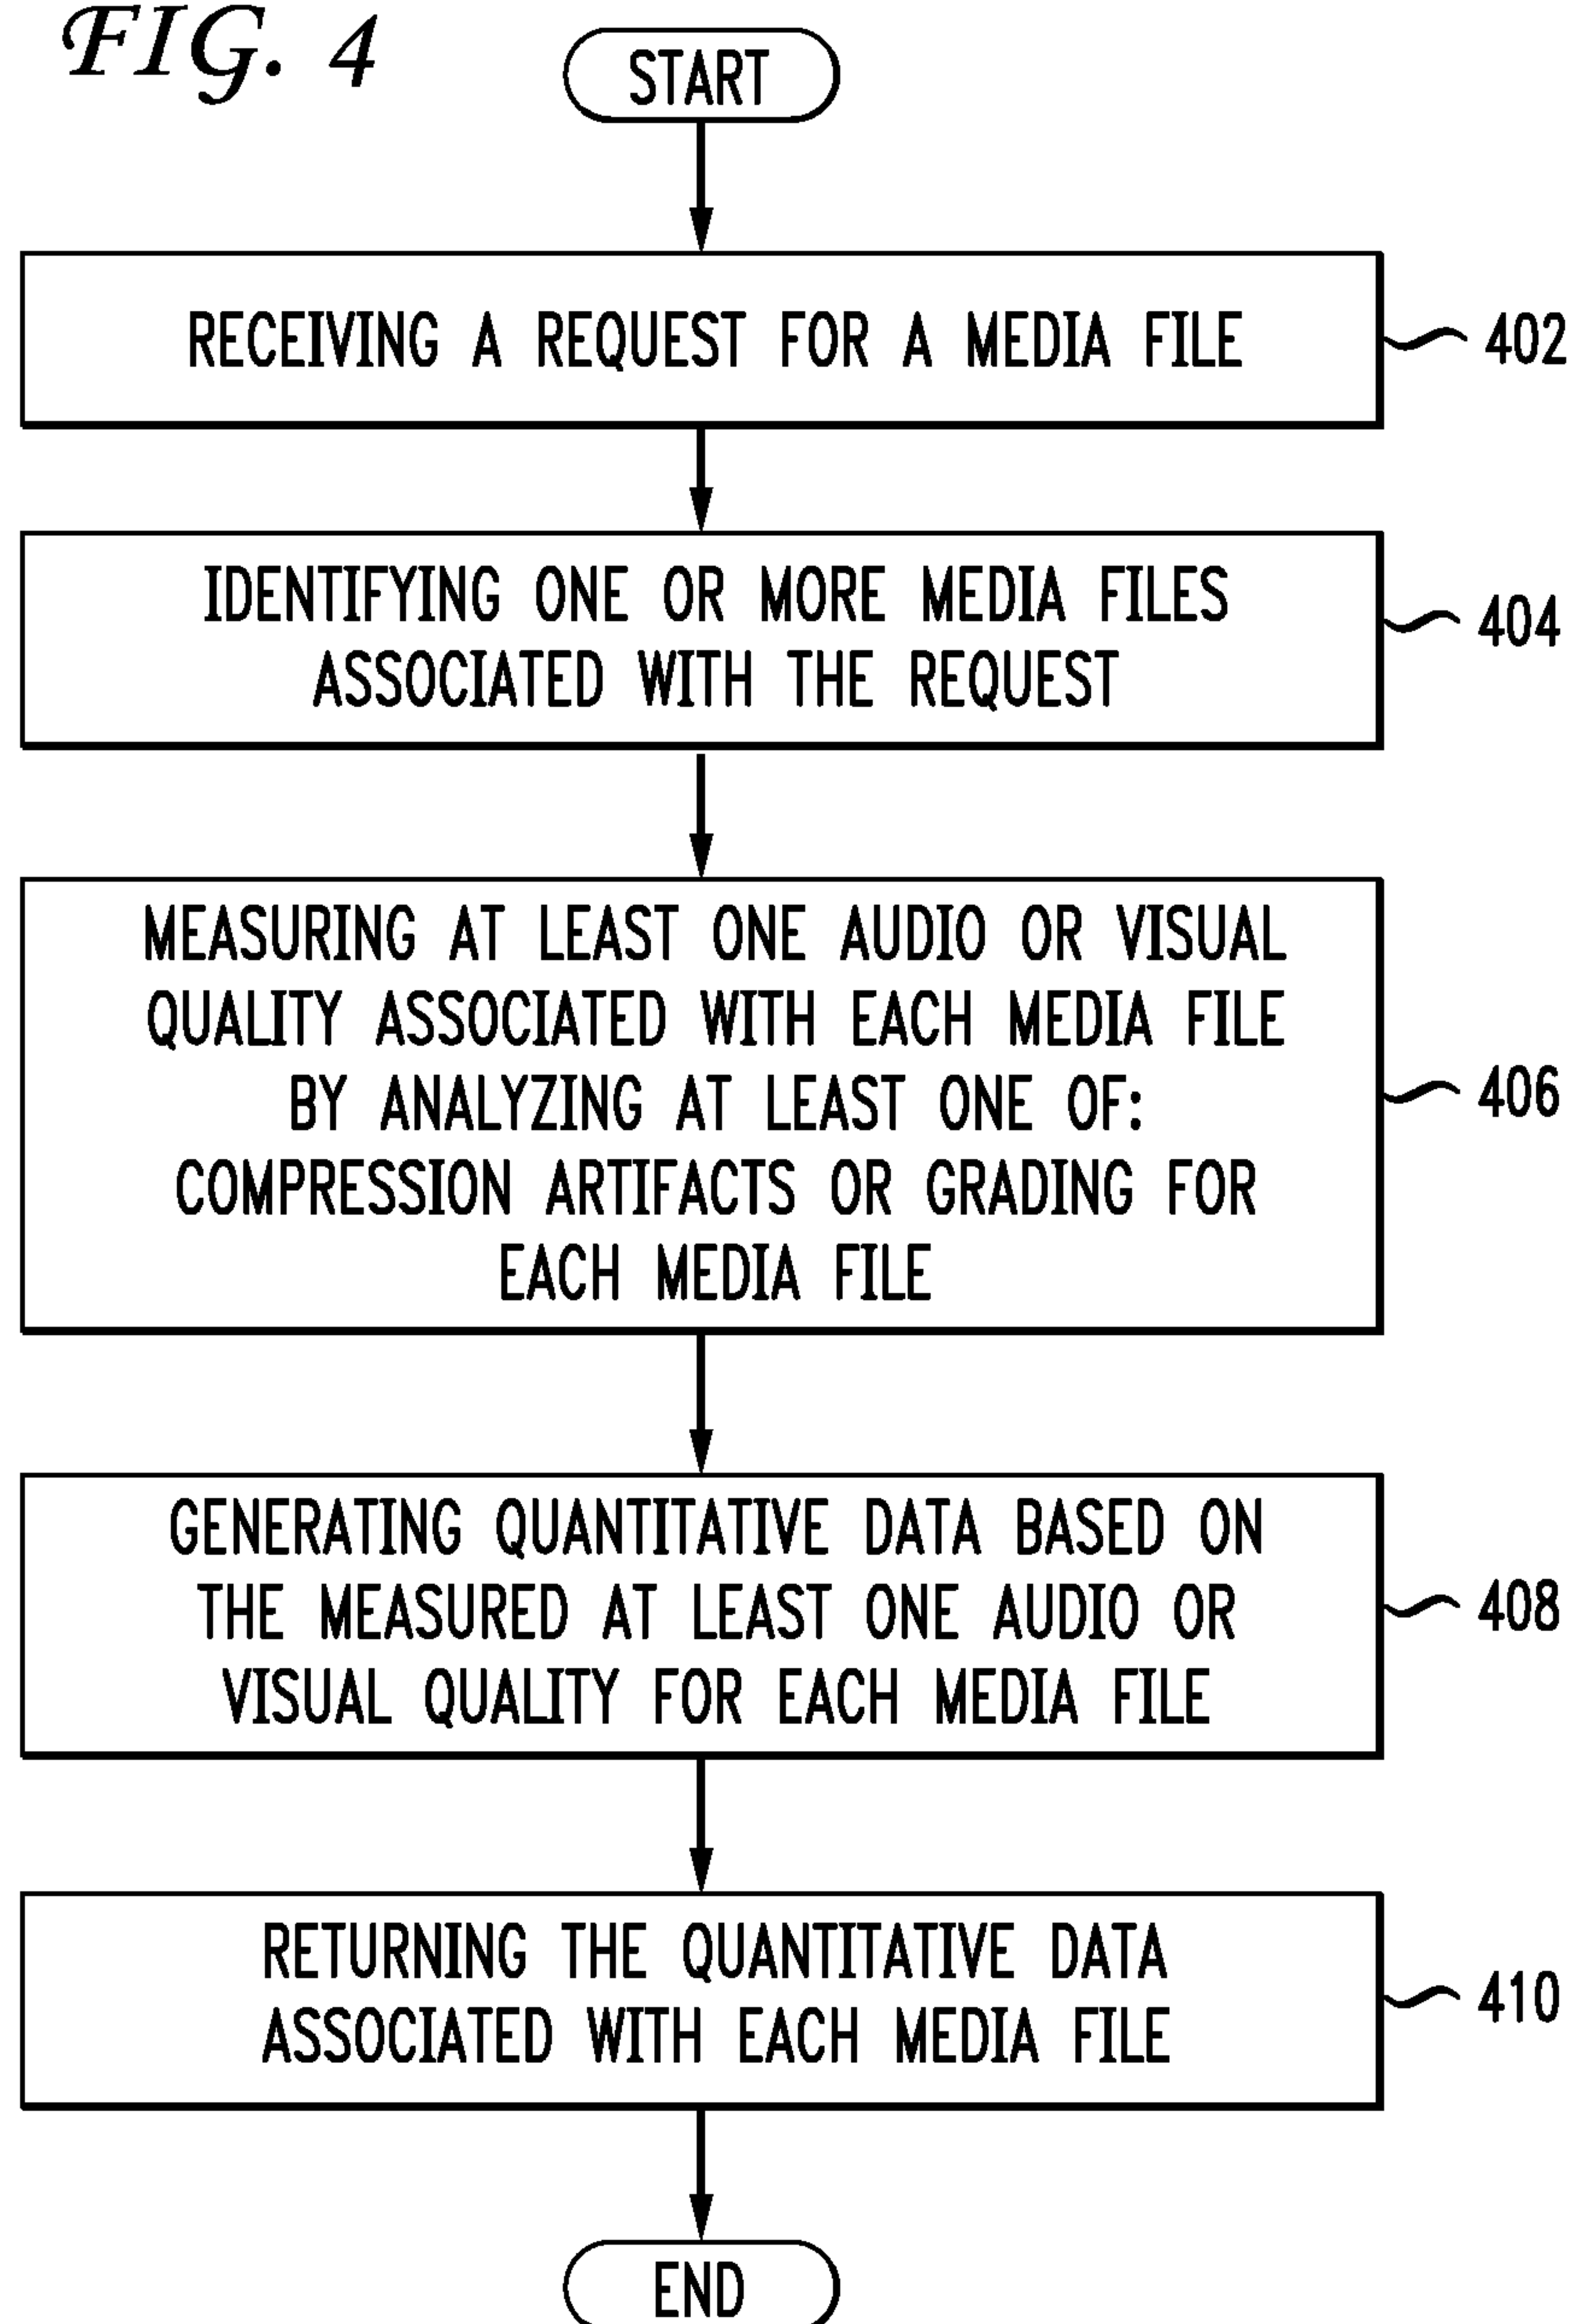 FIG. 4
START
RECEIVING A REQUEST FOR A MEDIA FILE
402
IDENTIFYING ONE OR MORE MEDIA FILES
ASSOCIATED WITH THE REQUEST
404
MEASURING AT LEAST ONE AUDIO OR VISUAL
QUALITY ASSOCIATED WITH EACH MEDIA FILE
BY ANALYZING AT LEAST ONE OF:
COMPRESSION ARTIFACTS OR GRADING FOR
EACH MEDIA FILE
406
GENERATING QUANTITATIVE DATA BASED ON
THE MEASURED AT LEAST ONE AUDIO OR
VISUAL QUALITY FOR EACH MEDIA FILE
408
RETURNING THE QUANTITATIVE DATA
ASSOCIATED WITH EACH MEDIA FILE
410
END